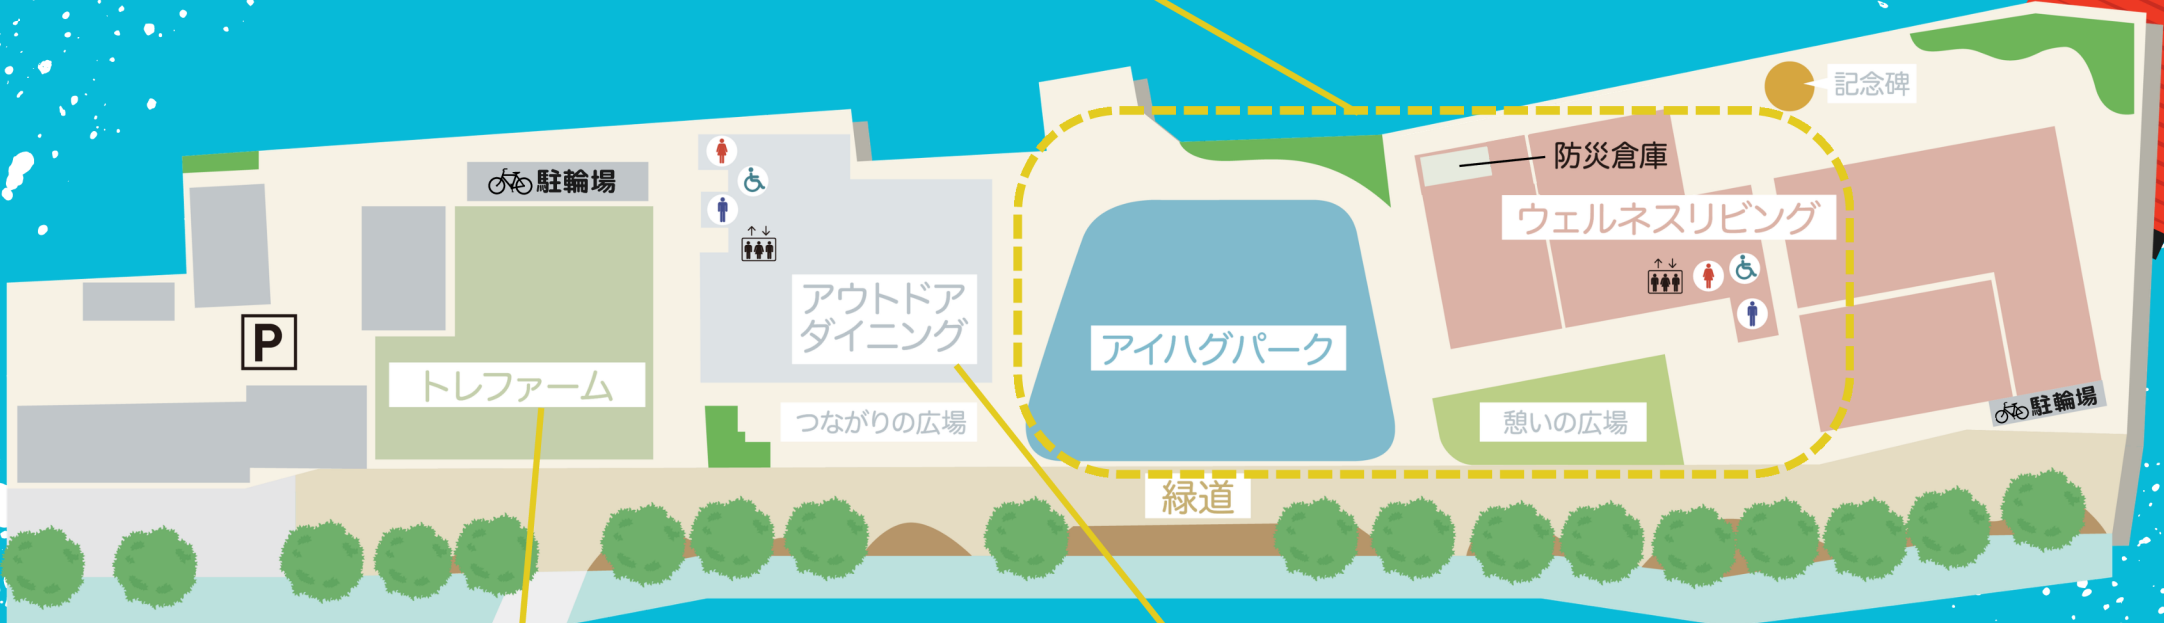 記念碑
防災倉庫
駐輪場
ウェルネスリビング
アウトドア
ダイニング
P
アイハグパーク
トレファーム
つながりの広場
憩いの広場
駐輪場
緑道